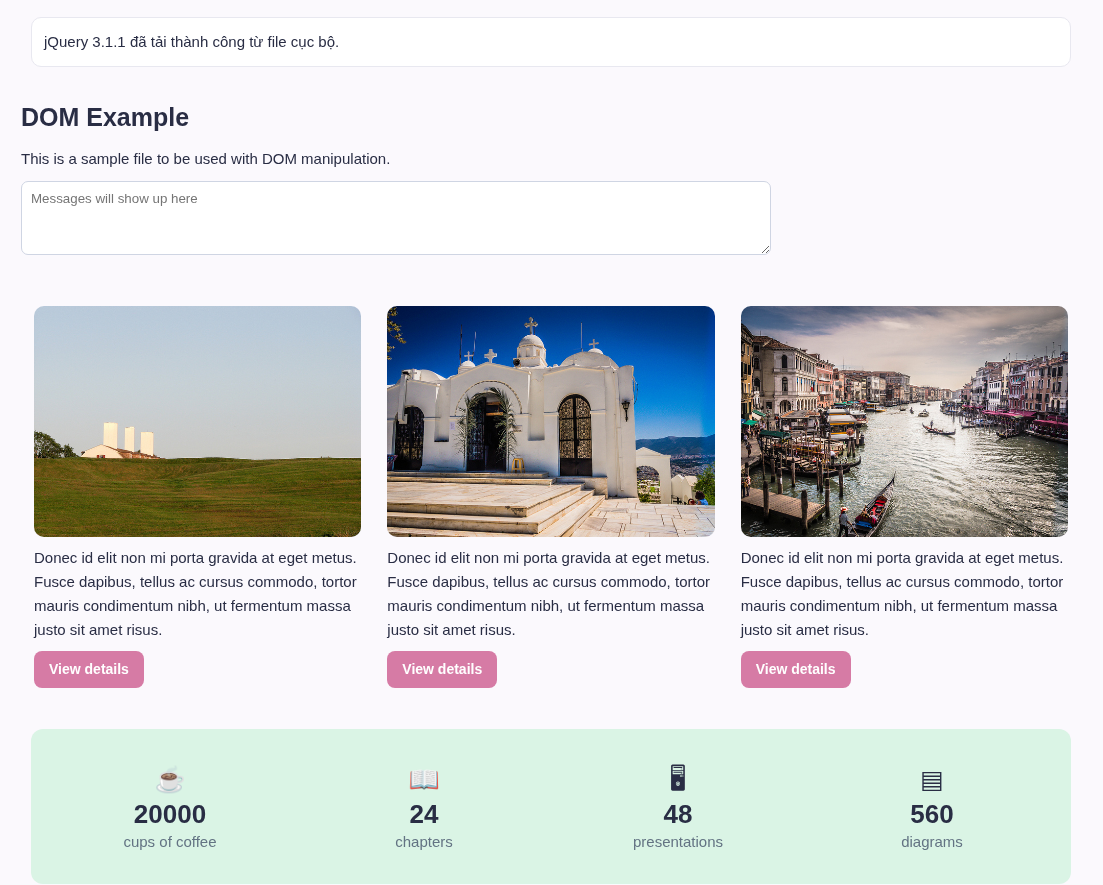 jQuery 3.1.1 đã tải thành công từ file cục bộ.
DOM Example
This is a sample file to be used with DOM manipulation.
Messages will show up here
Donec id elit non mi porta gravida at eget metus.
Fusce dapibus, tellus ac cursus commodo, tortor
mauris condimentum nibh, ut fermentum massa
justo sit amet risus.
View details
Donec id elit non mi porta gravida at eget metus.
Fusce dapibus, tellus ac cursus commodo, tortor
mauris condimentum nibh, ut fermentum massa
justo sit amet risus.
View details
Donec id elit non mi porta gravida at eget metus.
Fusce dapibus, tellus ac cursus commodo, tortor
mauris condimentum nibh, ut fermentum massa
justo sit amet risus.
View details
20000
cups of coffee
24
chapters
48
presentations
560
diagrams